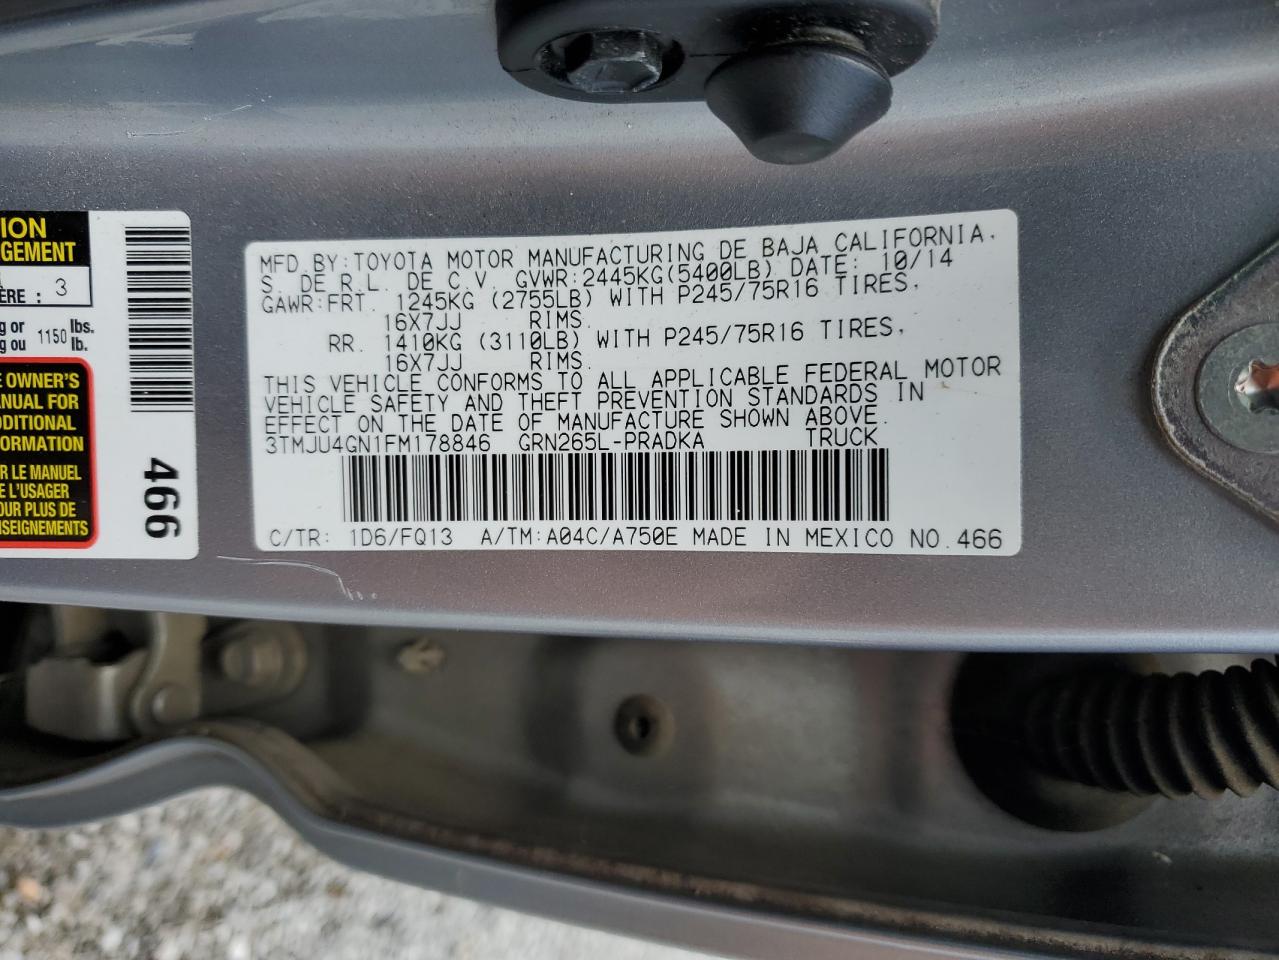 ION
GEMENT
ÈRE : 3
g or
g ou 1150 lbs.
lb.
E OWNER'S
ANUAL FOR
DDITIONAL
FORMATION
R LE MANUEL
E L'USAGER
OUR PLUS DE
NSEIGNEMENTS
466
MFD.BY:TOYOTA MOTOR MANUFACTURING DE BAJA CALIFORNIA,
S. DE R.L. DE C.V. GVWR:2445KG(5400LB) DATE: 10/14
GAWR:FRT. 1245KG (2755LB) WITH P245/75R16 TIRES,
16X7JJ RIMS.
RR. 1410KG (3110LB) WITH P245/75R16 TIRES,
16X7JJ RIMS.
THIS VEHICLE CONFORMS TO ALL APPLICABLE FEDERAL MOTOR
VEHICLE SAFETY AND THEFT PREVENTION STANDARDS IN
EFFECT ON THE DATE OF MANUFACTURE SHOWN ABOVE.
3TMJU4GN1FM178846 GRN265L-PRADKA TRUCK
C/TR: 1D6/FQ13 A/TM:A04C/A750E MADE IN MEXICO NO.466